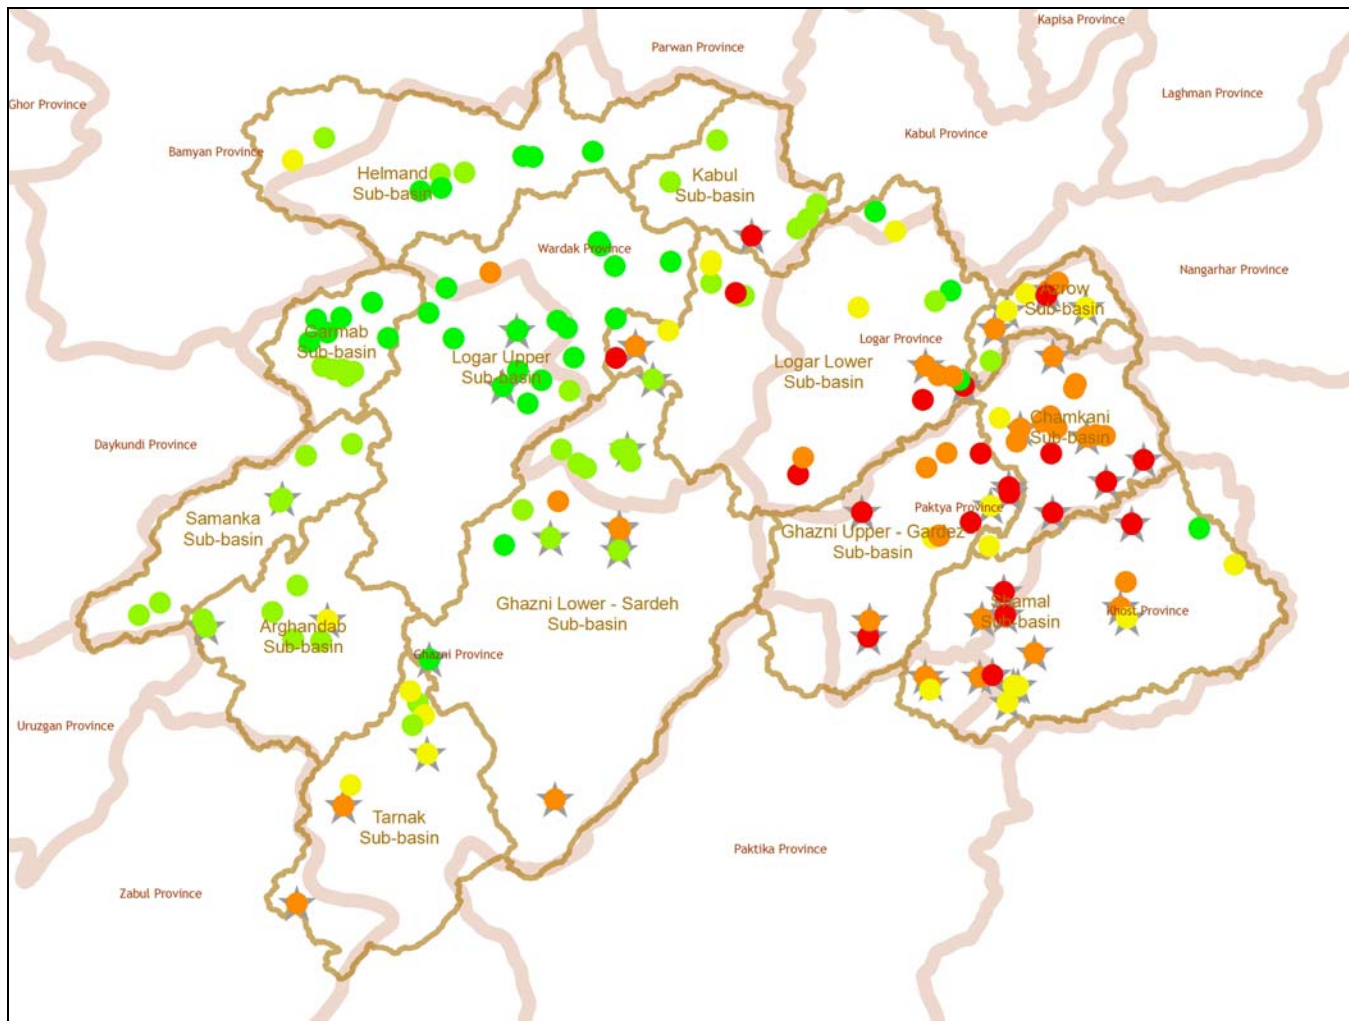 Kapisa Province
Parwan Province
Laghman Province
Ghor Province
Kabul Province
Bamyan Province
Helmand
Sub-basin
Kabul
Sub-basin
Wardak Province
Nangarhar Province
Azrow
Sub-basin
Garmab
Sub-basin
Logar Province
Logar Upper
Sub-basin
Logar Lower
Sub-basin
Chamkani
Sub-basin
Daykundi Province
Samanka
Sub-basin
Paktya Province
Ghazni Upper - Gardez
Sub-basin
Ghazni Lower - Sardeh
Sub-basin
Shamal
Sub-basin
Khost Province
Arghandab
Sub-basin
Ghazni Province
Uruzgan Province
Tarnak
Sub-basin
Paktika Province
Zabul Province